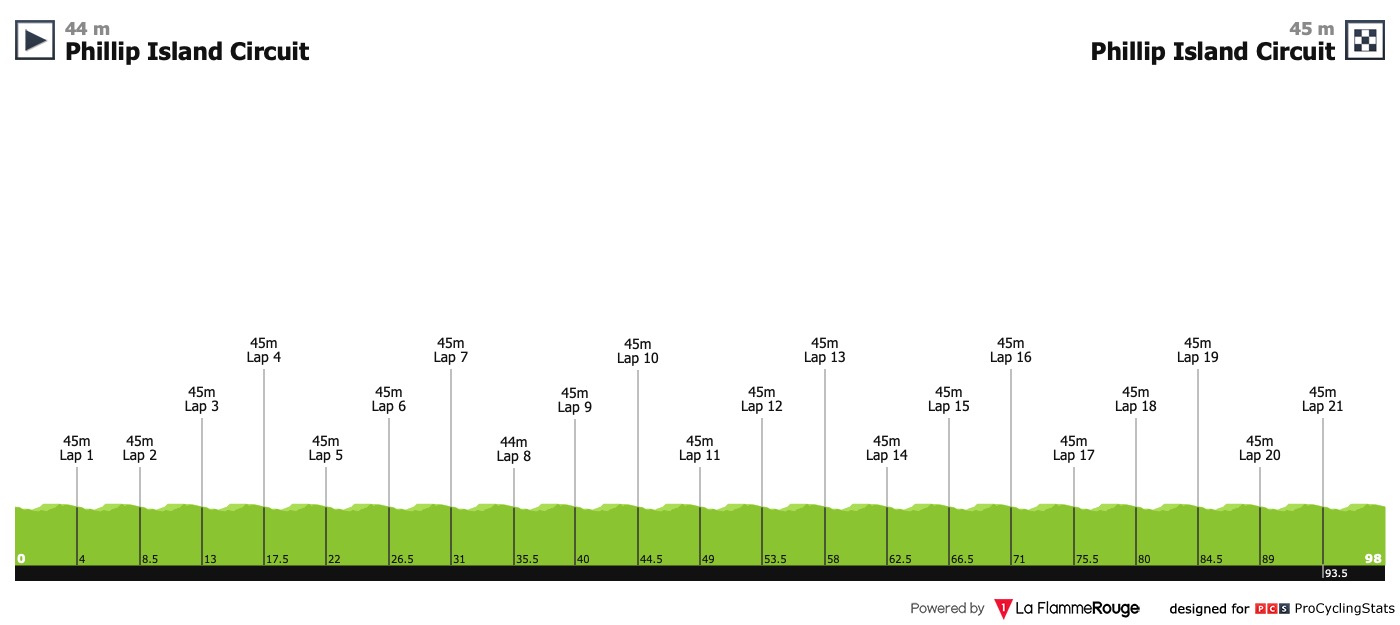 44 m
Phillip Island Circuit
45 m
Phillip Island Circuit
45m
Lap 4
45m
Lap 7
45m
Lap 10
45m
Lap 13
45m
Lap 16
45m
Lap 19
45m
Lap 3
45m
Lap 6
45m
Lap 9
45m
Lap 12
45m
Lap 15
45m
Lap 18
45m
Lap 21
45m
Lap 1
45m
Lap 2
45m
Lap 5
44m
Lap 8
45m
Lap 11
45m
Lap 14
45m
Lap 17
45m
Lap 20
0 4 8.5 13 17.5 22 26.5 31 35.5 40 44.5 49 53.5 58 62.5 66.5 71 75.5 80 84.5 89 98
93.5
Powered by 1 La FlammeRouge designed for PCS ProCyclingStats